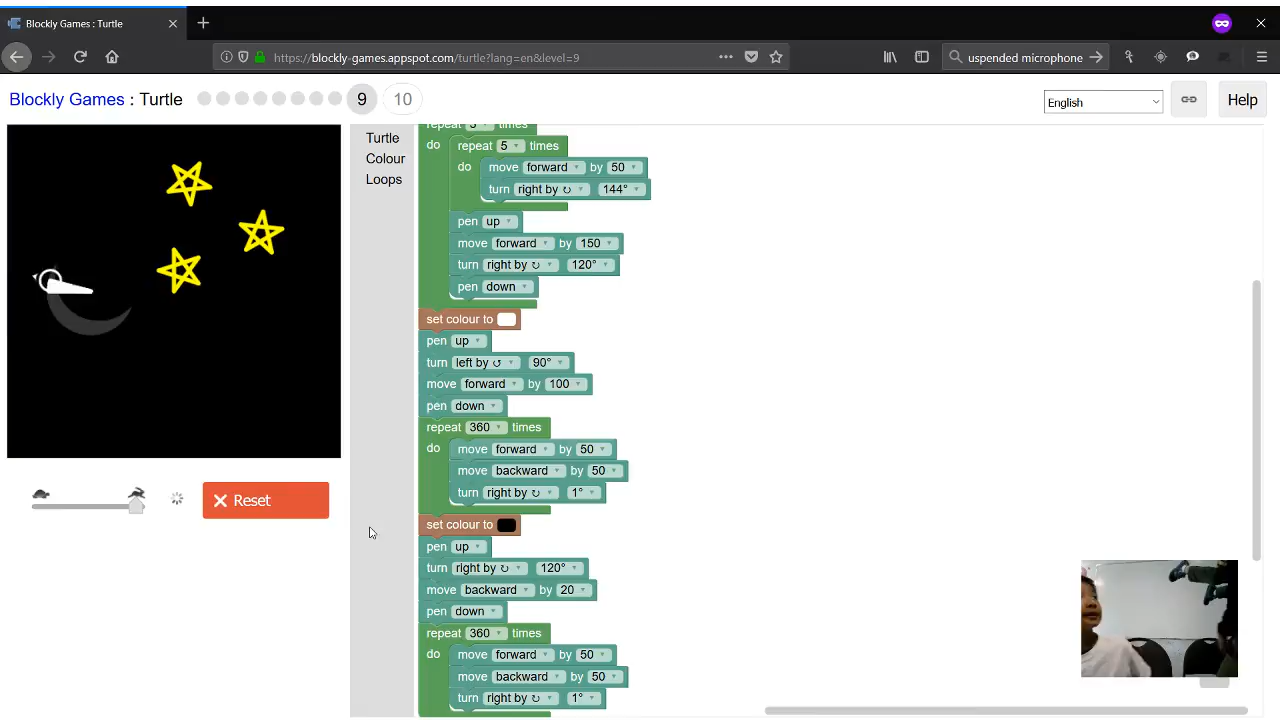 Blockly Games : Turtle
https://blockly-games.appspot.com/turtle?lang=en&level=9
uspended microphone
Blockly Games : Turtle 9 10
English
Help
Turtle
Colour
Loops
repeat times
do repeat 5 times
do move forward by 50
turn right by ↻ 144°
pen up
move forward by 150
turn right by ↻ 120°
pen down
set colour to
pen up
turn left by ↺ 90°
move forward by 100
pen down
repeat 360 times
do move forward by 50
move backward by 50
turn right by ↻ 1°
set colour to
pen up
turn right by ↻ 120°
move backward by 20
pen down
repeat 360 times
do move forward by 50
move backward by 50
turn right by ↻ 1°
Reset